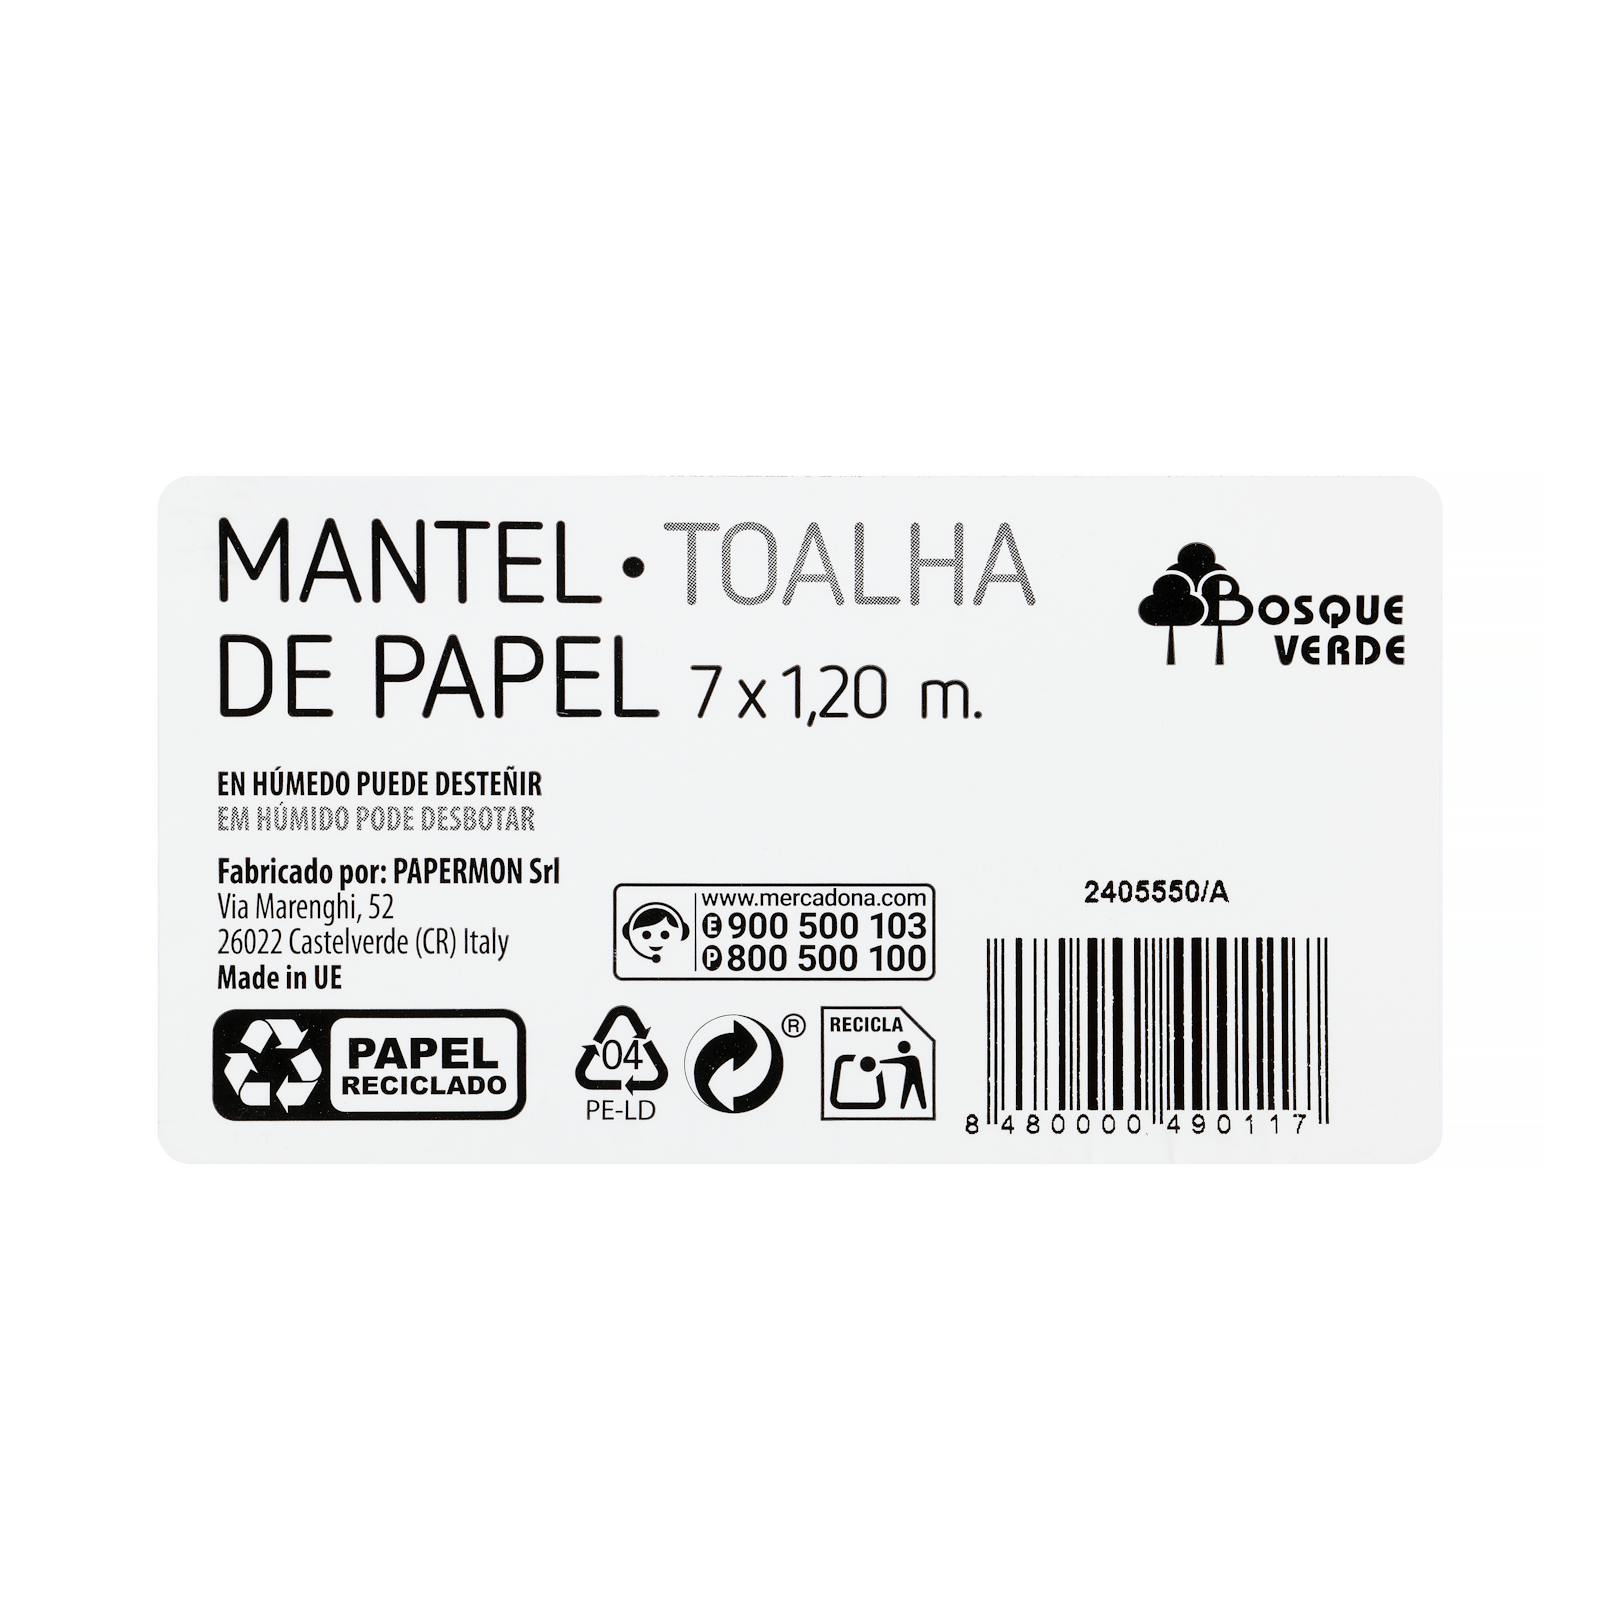 MANTEL • TOALHA
DE PAPEL 7 x 1,20 m.
BOSQUE
VERDE
EN HÚMEDO PUEDE DESTEÑIR
EM HÚMIDO PODE DESBOTAR
Fabricado por: PAPERMON Srl
Via Marenghi, 52
26022 Castelverde (CR) Italy
Made in UE
www.mercadona.com
E 900 500 103
P 800 500 100
2405550/A
PAPEL
RECICLADO
04
PE-LD
®
RECICLA
8 480000 490117